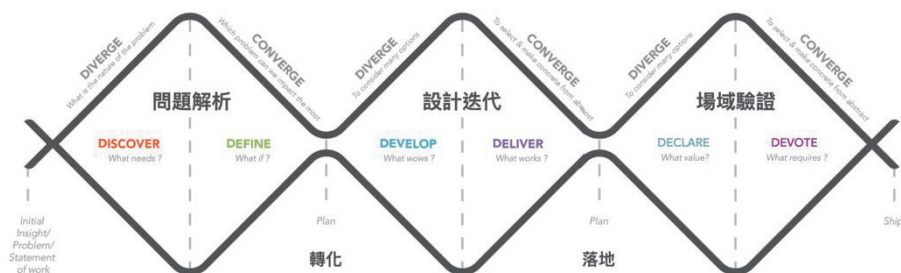 DIVERGE
What is the nature of the problem
CONVERGE
Which problem can we impact the most
DIVERGE
To consider many options
CONVERGE
To select & make concrete from
DIVERGE
To consider many options
CONVERGE
To select & make concrete from abstract
問題解析
設計迭代
場域驗證
DISCOVER
What needs ?
DEFINE
What if ?
DEVELOP
What wows ?
DELIVER
What works ?
DECLARE
What value?
DEVOTE
What requires ?
Initial
Insight/
Problem/
Statement
of work
Plan
Plan
Ship
轉化
落地